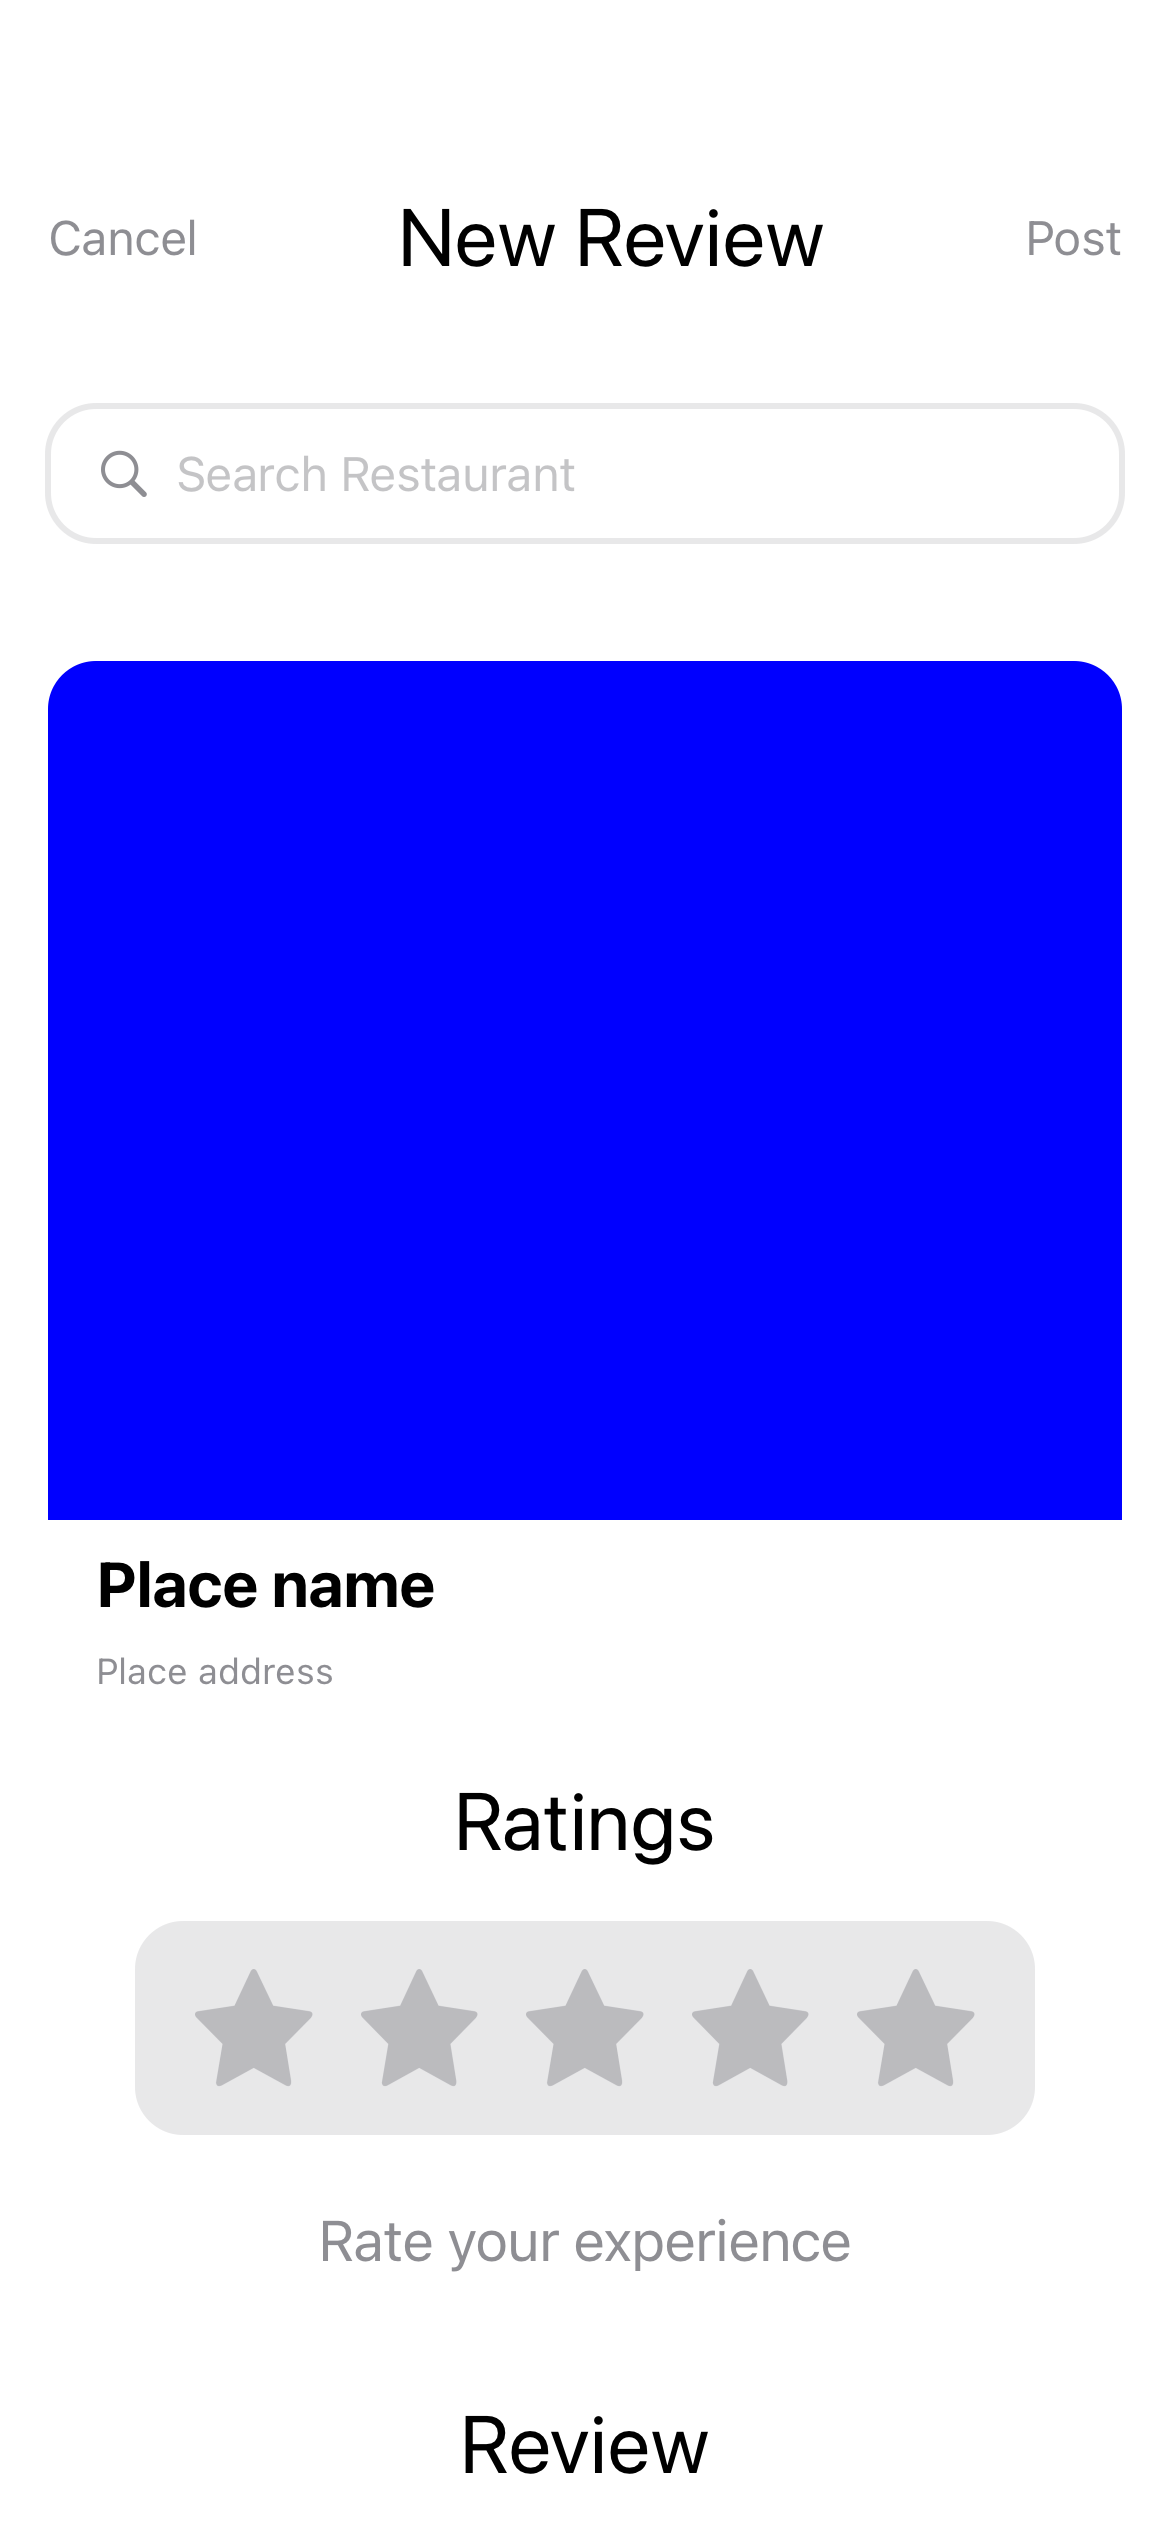 Cancel
New Review
Post
Search Restaurant
Place name
Place address
Ratings
Rate your experience
Review